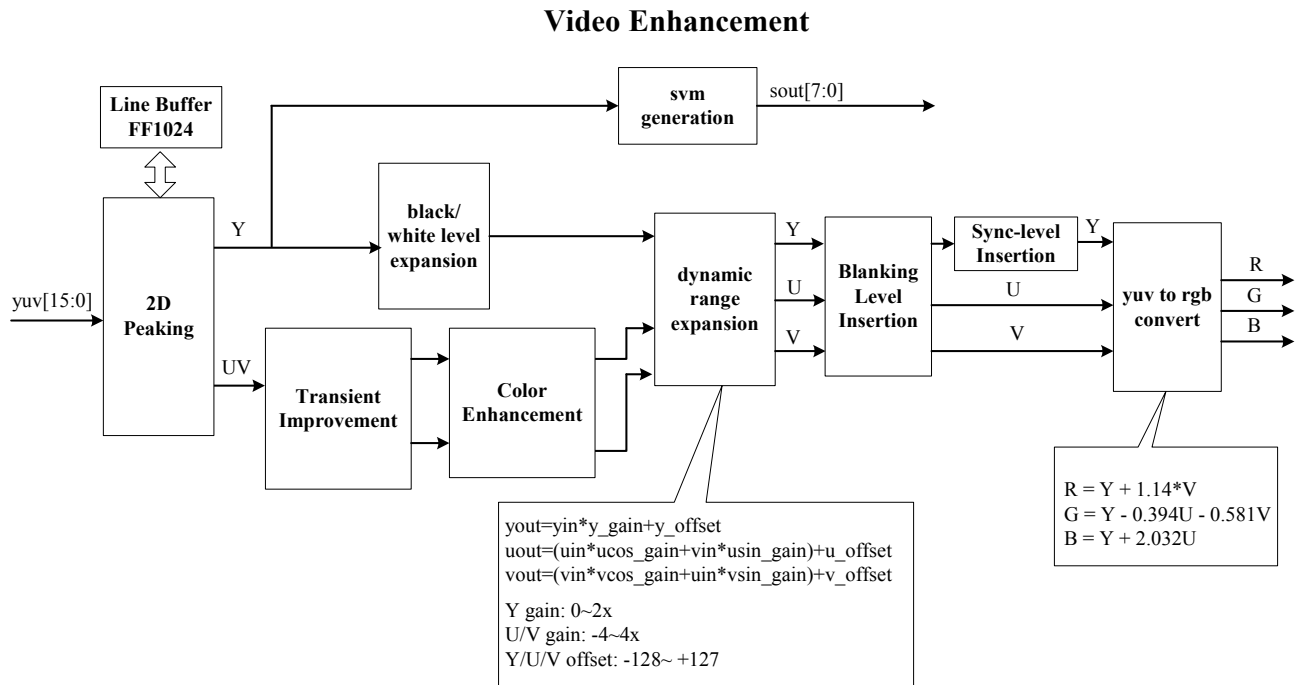 Video Enhancement
Line Buffer
FF1024
svm
generation
sout[7:0]
yuv[15:0]
2D
Peaking
Y
UV
black/
white level
expansion
Transient
Improvement
Color
Enhancement
dynamic
range
expansion
Y
U
V
Blanking
Level
Insertion
Sync-level
Insertion
Y
U
V
yuv to rgb
convert
R
G
B
yout=yin*y_gain+y_offset
uout=(uin*ucos_gain+vin*usin_gain)+u_offset
vout=(vin*vcos_gain+uin*vsin_gain)+v_offset
Y gain: 0~2x
U/V gain: -4~4x
Y/U/V offset: -128~ +127
R = Y + 1.14*V
G = Y - 0.394U - 0.581V
B = Y + 2.032U